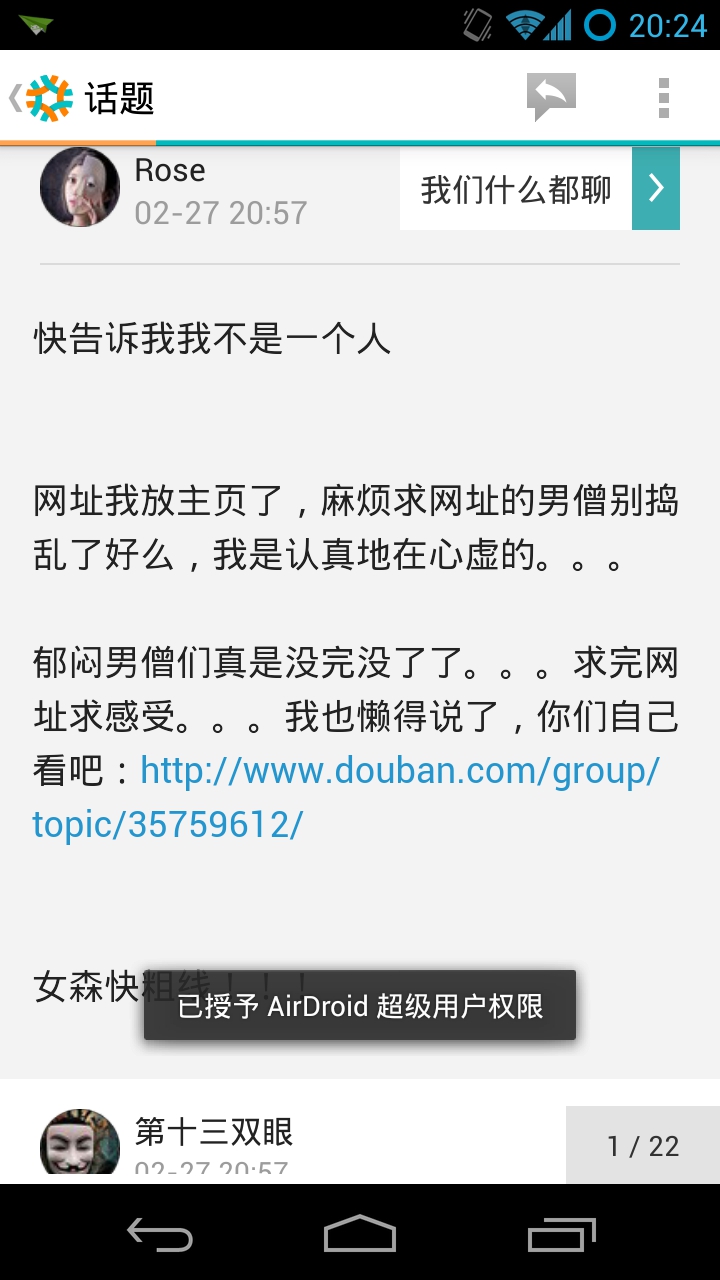 20:24
话题
Rose
02-27 20:57
我们什么都聊
快告诉我我不是一个人
网址我放主页了，麻烦求网址的男僧别捣
乱了好么，我是认真地在心虚的。。。
郁闷男僧们真是没完没了了。。。求完网
址求感受。。。我也懒得说了，你们自己
看吧：http://www.douban.com/group/
topic/35759612/
女森快粗线！！！
已授予 AirDroid 超级用户权限
第十三双眼
02-27 20:57
1 / 22